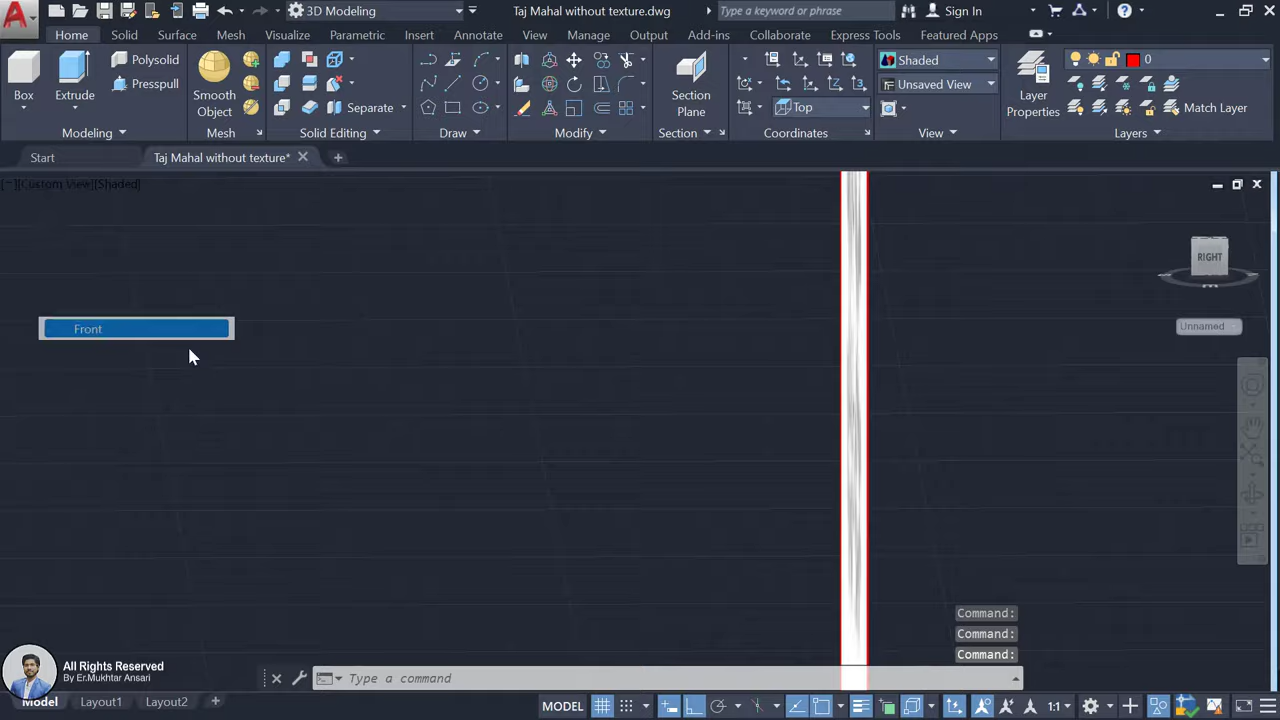 3D Modeling
Taj Mahal without texture.dwg
Type a keyword or phrase
Sign In
Home Solid Surface Mesh Visualize Parametric Insert Annotate View Manage Output Add-ins Collaborate Express Tools Featured Apps
Box
Extrude
Polysolid
Presspull
Smooth
Object
Separate
Section
Plane
Top
Shaded
Unsaved View
Layer
Properties
0
Match Layer
Modeling
Mesh
Solid Editing
Draw
Modify
Section
Coordinates
View
Layers
Start
Taj Mahal without texture*
[−][Custom View][Shaded]
RIGHT
Unnamed
Front
Command:
Command:
Command:
Type a command
All Rights Reserved
By Er.Mukhtar Ansari
Model Layout1 Layout2
MODEL
1:1